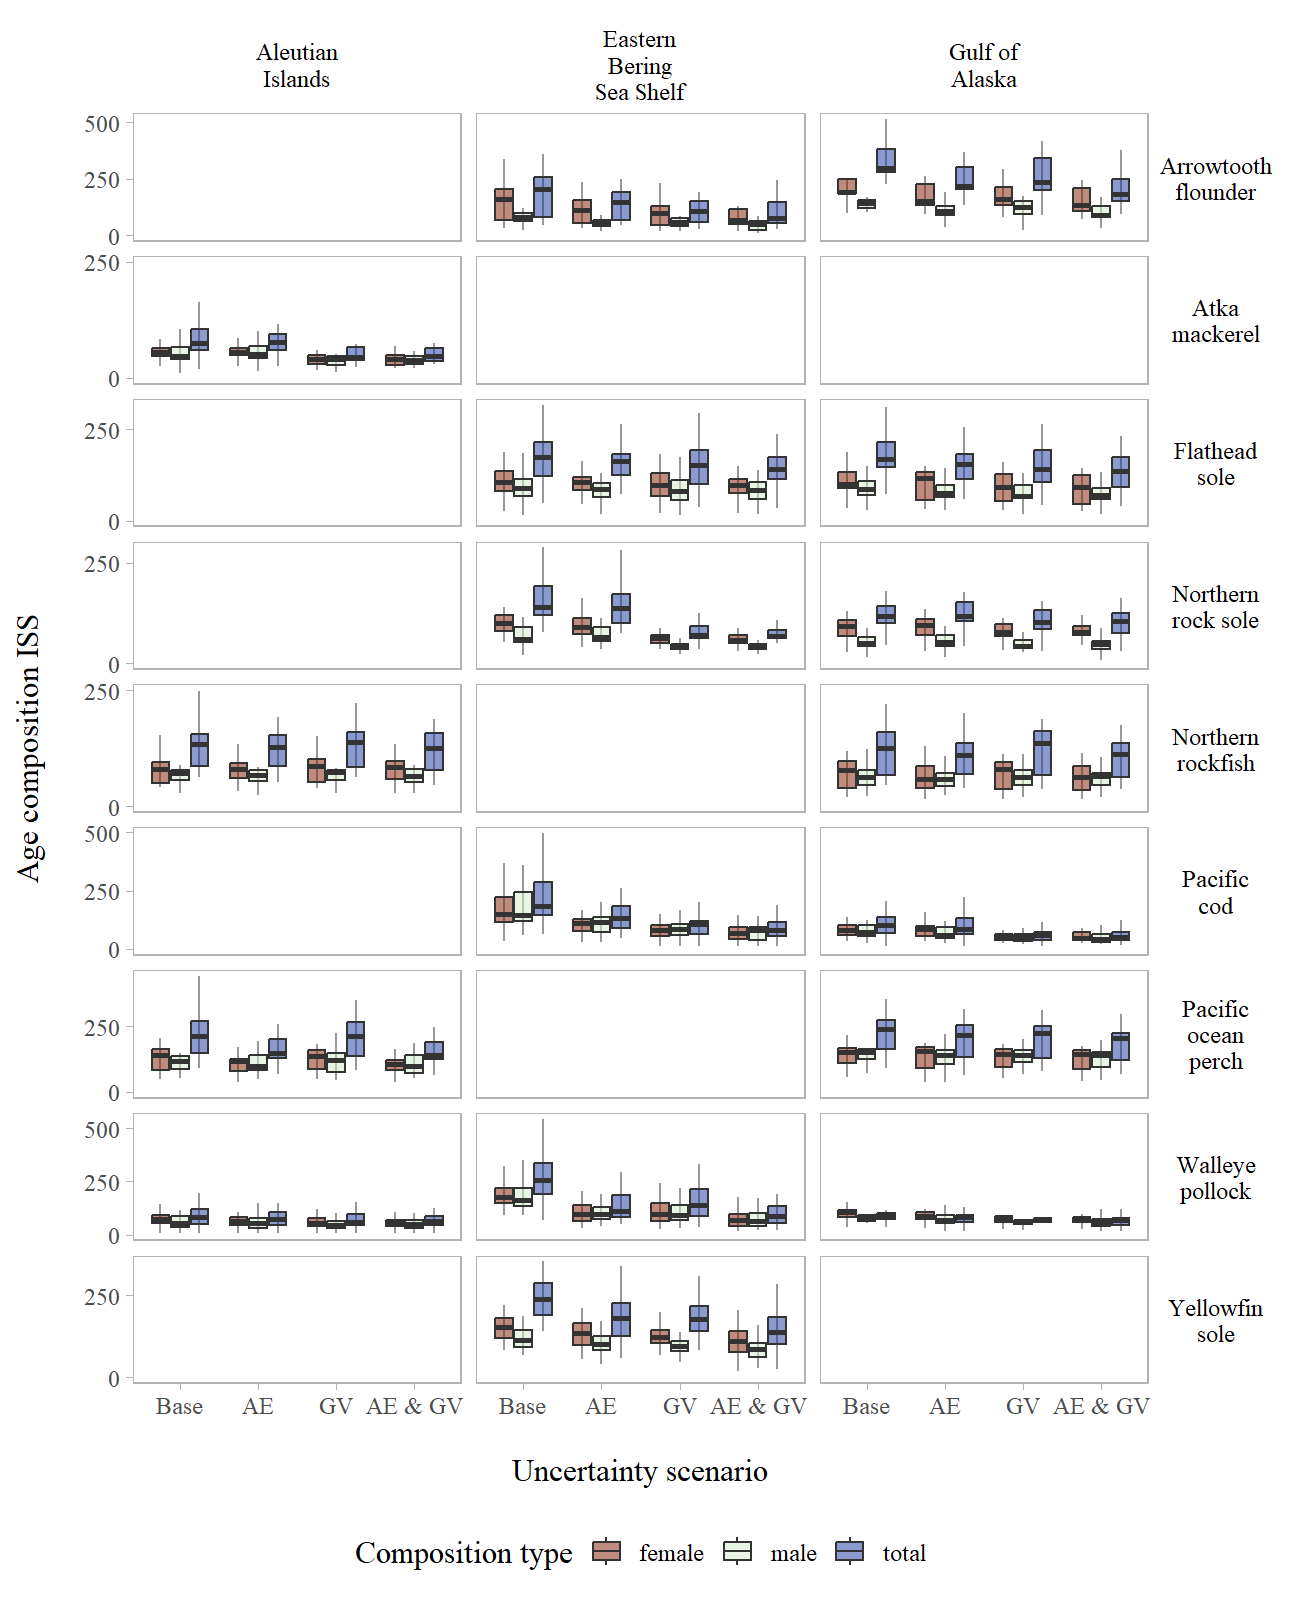 Aleutian
Islands
Eastern
Bering
Sea Shelf
Gulf of
Alaska
500
250
0
Arrowtooth
flounder
250
0
Atka
mackerel
250
0
Flathead
sole
250
0
Northern
rock sole
250
0
Northern
rockfish
500
250
0
Pacific
cod
250
0
Pacific
ocean
perch
500
250
0
Walleye
pollock
250
0
Yellowfin
sole
Age composition ISS
Base AE GV AE & GV Base AE GV AE & GV Base AE GV AE & GV
Uncertainty scenario
Composition type female male total